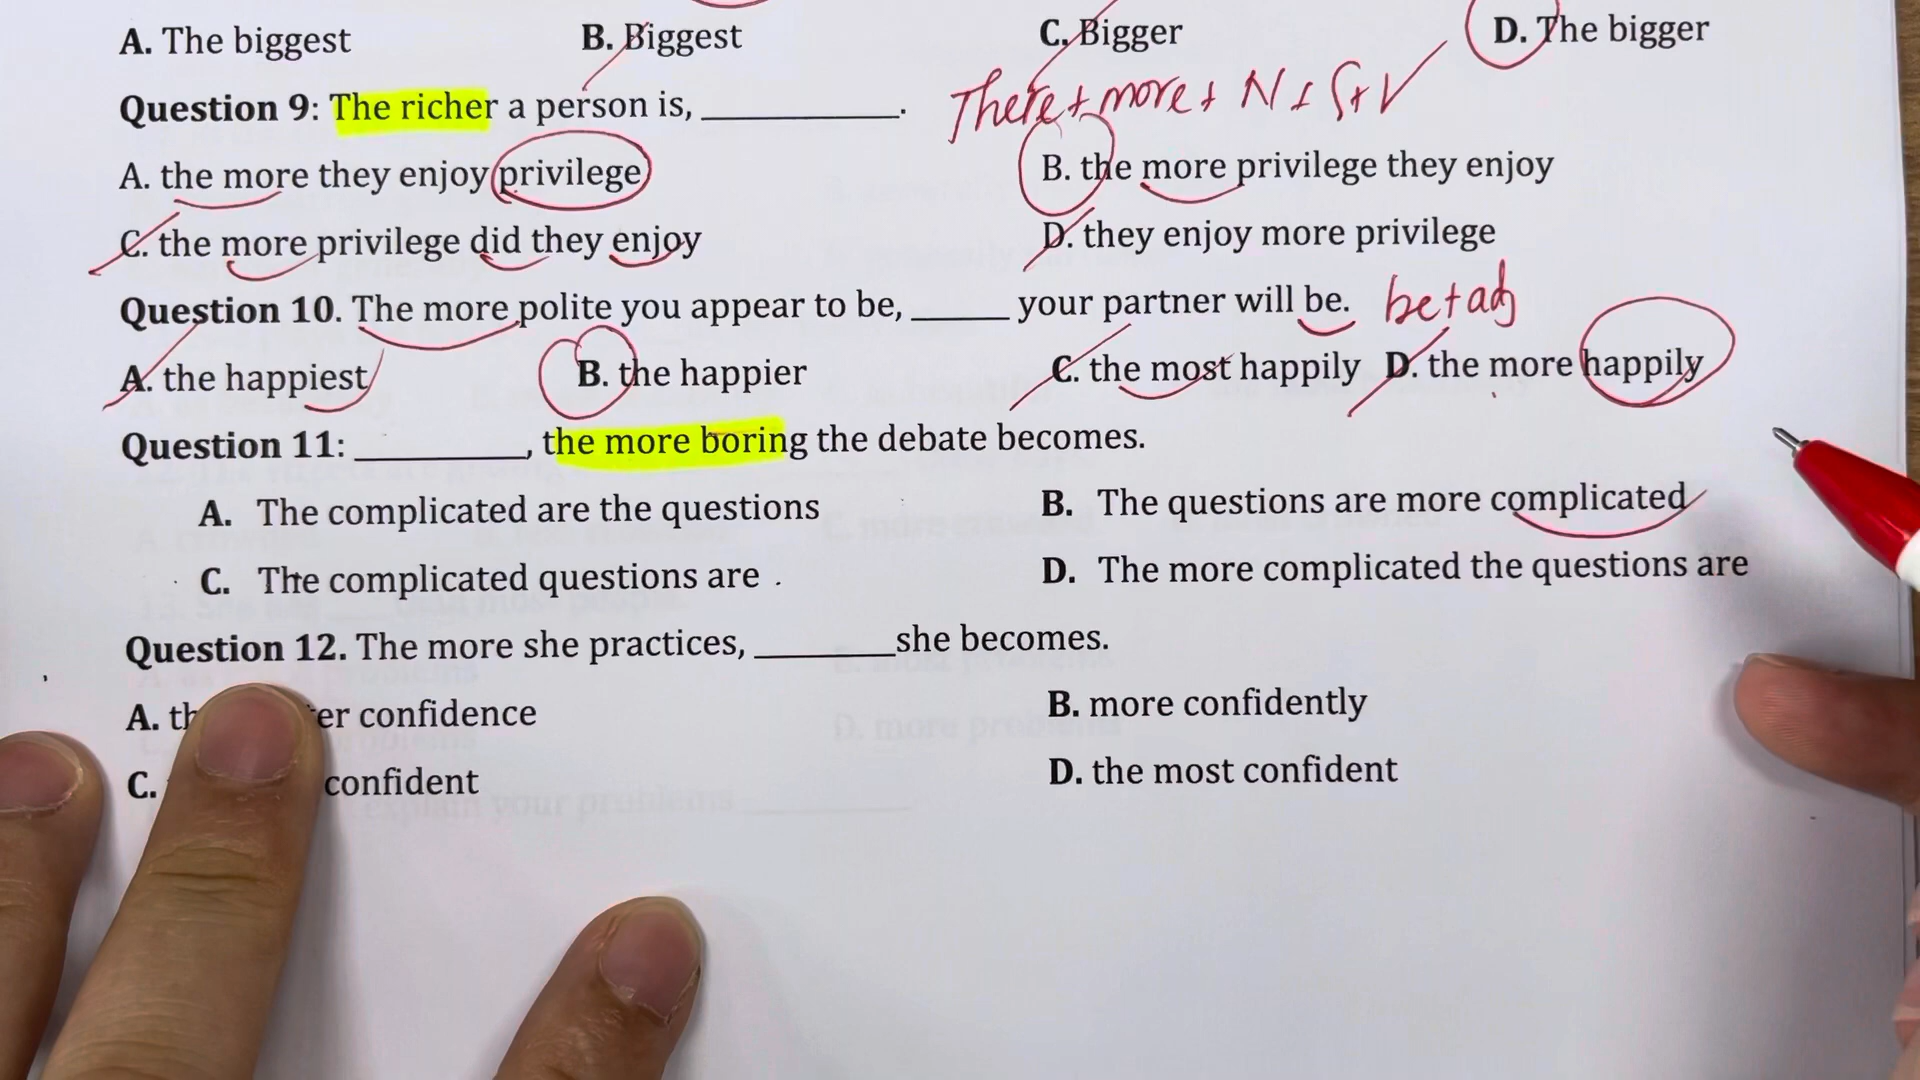 A. The biggest B. Biggest C. Bigger D. The bigger
Question 9: The richer a person is, __________.
There + more + N + S + V
A. the more they enjoy privilege B. the more privilege they enjoy
C. the more privilege did they enjoy D. they enjoy more privilege
Question 10. The more polite you appear to be, _____ your partner will be. be + adj
A. the happiest B. the happier C. the most happily D. the more happily
Question 11: _________, the more boring the debate becomes.
A. The complicated are the questions B. The questions are more complicated
C. The complicated questions are D. The more complicated the questions are
Question 12. The more she practices, _______she becomes.
A. confidence B. more confidently
C. confident D. the most confident